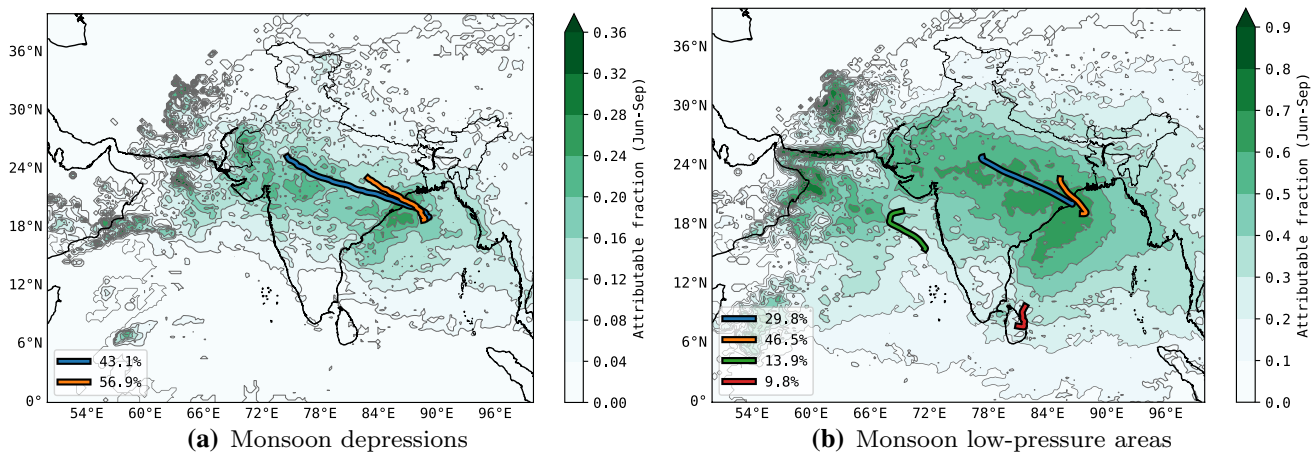 36°N
30°N
24°N
18°N
12°N
6°N
0°
54°E 60°E 66°E 72°E 78°E 84°E 90°E 96°E
43.1%
56.9%
0.36
0.32
0.28
0.24
0.20
0.16
0.12
0.08
0.04
0.00
Attributable fraction (Jun-Sep)
(a) Monsoon depressions
36°N
30°N
24°N
18°N
12°N
6°N
0°
54°E 60°E 66°E 72°E 78°E 84°E 90°E 96°E
29.8%
46.5%
13.9%
9.8%
0.9
0.8
0.7
0.6
0.5
0.4
0.3
0.2
0.1
0.0
Attributable fraction (Jun-Sep)
(b) Monsoon low-pressure areas